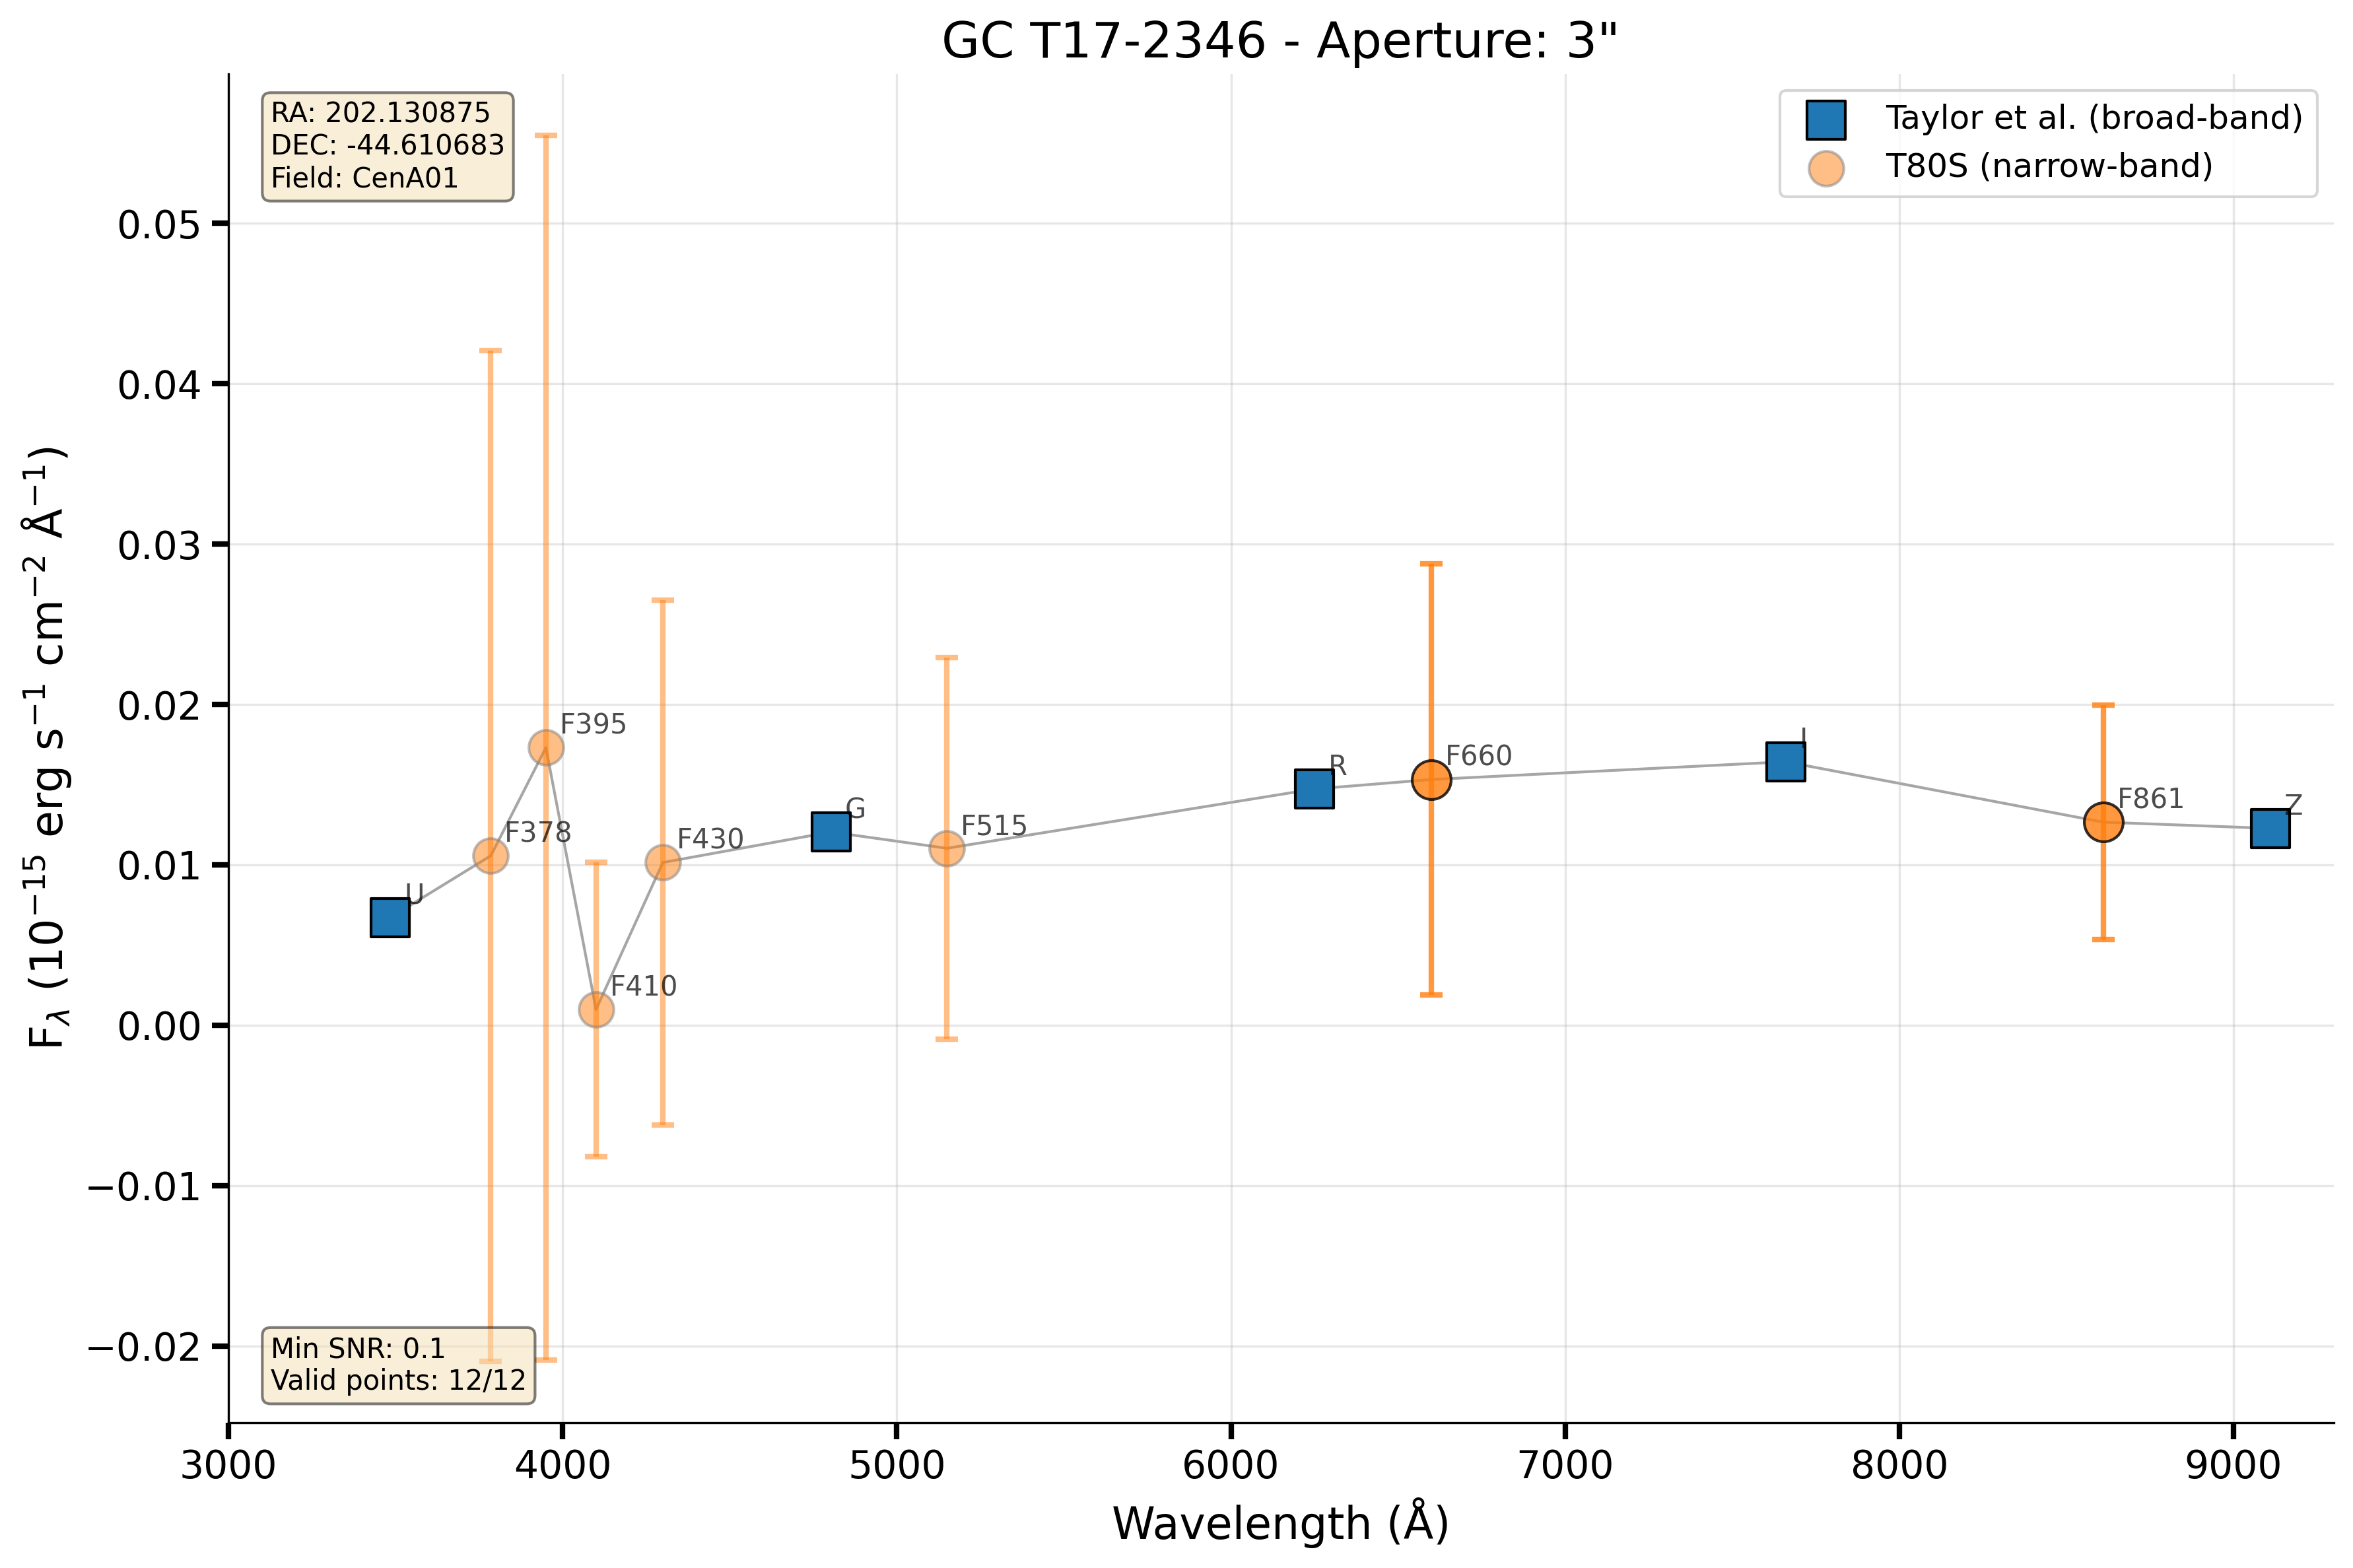 GC T17-2346 - Aperture: 3"
RA: 202.130875
DEC: -44.610683
Field: CenA01
Taylor et al. (broad-band)
T80S (narrow-band)
0.05
0.04
0.03
0.02
0.01
0.00
−0.01
−0.02
F_λ (10⁻¹⁵ erg s⁻¹ cm⁻² Å⁻¹)
U
F378
F395
F410
F430
G
F515
R
F660
I
F861
Z
Min SNR: 0.1
Valid points: 12/12
3000
4000
5000
6000
7000
8000
9000
Wavelength (Å)